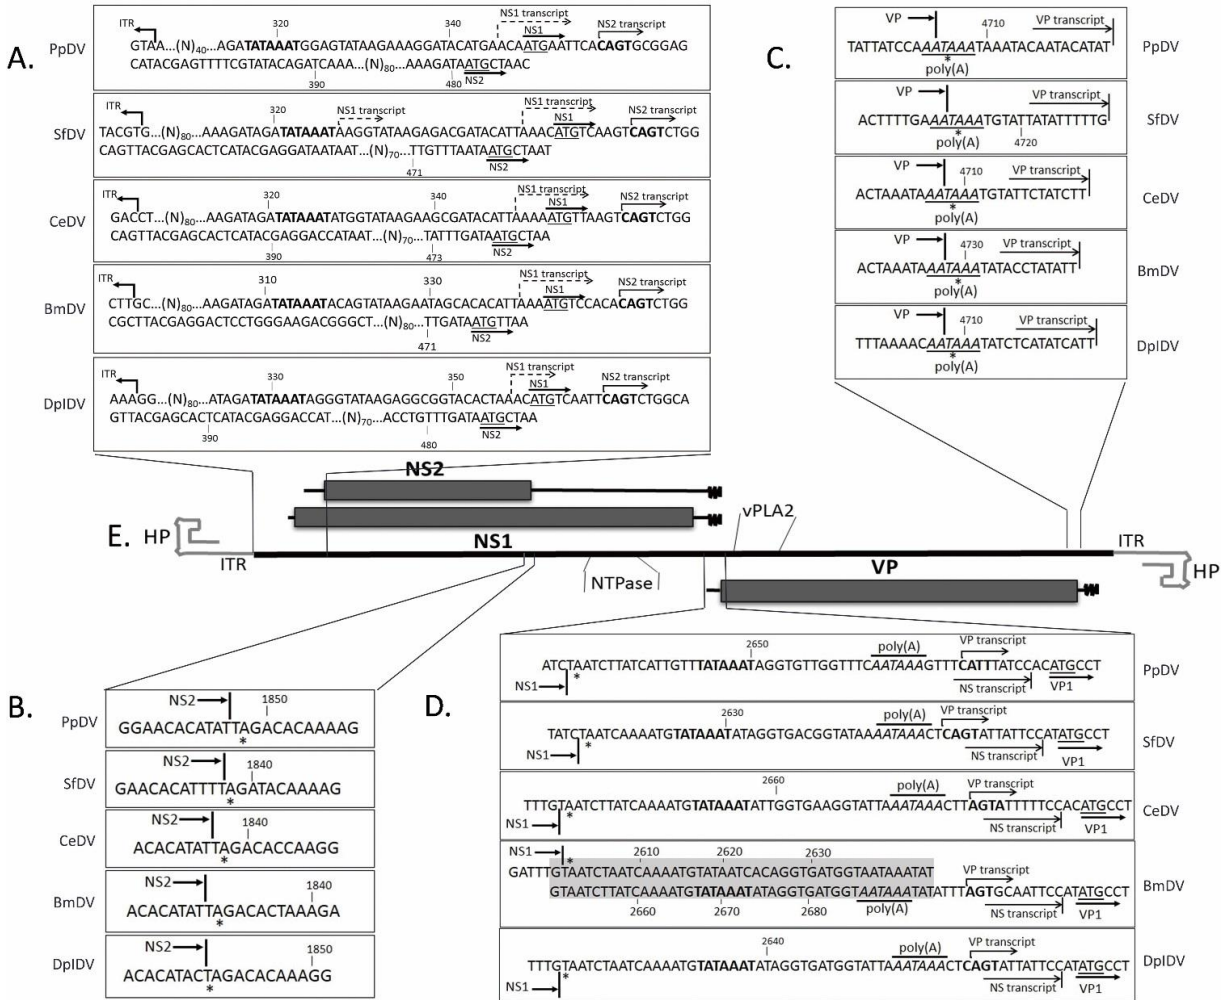 A.
PpDV
ITR
320
340
NS1 transcript
NS1
NS2 transcript
GTAA...(N)40...AGATATAAATGGAGTATAAGAAAGGATACATGAACAATGAATTCACAGTGCGGAG
CATACGAGTTTTCGTATACAGATCAAA...(N)80...AAAGATAATGCTAAC
390
480
NS2
SfDV
ITR
320
NS1 transcript
NS1 transcript
NS1
NS2 transcript
TACGTG...(N)80...AAAGATAGATATAAATAAGGTATAAGAGACGATACATTAAACATGTCAAGTCAGTCTGG
CAGTTACGAGCACTCATACGAGGATAATAAT...(N)70...TTGTTTAATAATGCTAAT
471
NS2
CeDV
ITR
320
340
NS1 transcript
NS1
NS2 transcript
GACCT...(N)80...AAGATAGATATAAATATGGTATAAGAAGCGATACATTAAAAATGTTAAGTCAGTCTGG
CAGTTACGAGCACTCATACGAGGACCATAAT...(N)70...TATTTGATAATGCTAA
390
473
NS2
BmDV
ITR
310
330
NS1 transcript
NS1
NS2 transcript
CTTGC...(N)80...AAGATAGATATAAATACAGTATAAGAATAGCACACATTAAAATGTCCACACAGTCTGG
CGCTTACGAGGACTCCTGGGAAGACGGGCT...(N)80...TTGATAATGTTAA
471
NS2
DplDV
ITR
330
350
NS1 transcript
NS1
NS2 transcript
AAAGG...(N)80...ATAGATATAAATAGGGTATAAGAGGCGGTACACTAAACATGTCAATTCAGTCTGGCA
GTTACGAGCACTCATACGAGGACCAT...(N)70...ACCTGTTTGATAATGCTAA
390
480
NS2
C.
VP
4710
VP transcript
TATTATCCAAATAAATAAATACAATACATAT
*
poly(A)
PpDV
VP
VP transcript
ACTTTTGAAATAAATGTATTATATTTTTG
*
poly(A)
4720
SfDV
VP
4710
VP transcript
ACTAAATAAATAAATGTATTCTATCTT
*
poly(A)
CeDV
VP
4730
VP transcript
ACTAAATAAATAAATATACCTATATT
*
poly(A)
BmDV
VP
4710
VP transcript
TTTAAAACAATAAATATCTCATATCATT
*
poly(A)
DplDV
E.
HP
ITR
NS2
NS1
NTPase
vPLA2
VP
ITR
HP
B.
PpDV
NS2
1850
GGAACACATATTAGACACAAAAG
*
SfDV
NS2
1840
GAACACATTTTAGATACAAAAG
*
CeDV
NS2
1840
ACACATATTAGACACCAAGG
*
BmDV
NS2
1840
ACACATATTAGACACTAAAGA
*
DplDV
NS2
1850
ACACATACTAGACACAAAGG
*
D.
2650
poly(A)
VP transcript
ATCTAATCTTATCATTGTTTATAAATAGGTGTTGGTTTCAATAAAGTTTCATTTATCCACATGCCT
NS1
*
NS transcript
VP1
PpDV
2630
poly(A)
VP transcript
TATCTAATCAAAATGTATAAATATAGGTGACGGTATAAAATAAACTCAGTATTATTCCATATGCCT
NS1
*
NS transcript
VP1
SfDV
2660
poly(A)
VP transcript
TTTGTAATCTTATCAAAATGTATAAATATTGGTGAAGGTATTAAATAAACTTAGTATTTTTCCACATGCCT
NS1
*
NS transcript
VP1
CeDV
NS1
*
2610
2620
2630
GATTTGTAATCTAATCAAAATGTATAATCACAGGTGATGGTAATAAATAT
VP transcript
GTAATCTTATCAAAATGTATAAATATAGGTGATGGTAATAAATATATTTAGTGCAATTCCATATGCCT
2660
2670
2680
poly(A)
NS transcript
VP1
BmDV
2640
poly(A)
VP transcript
TTTGTAATCTAATCAAAATGTATAAATATAGGTGATGGTATTAAATAAACTCAGTATTATTCCATATGCCT
NS1
*
NS transcript
VP1
DplDV